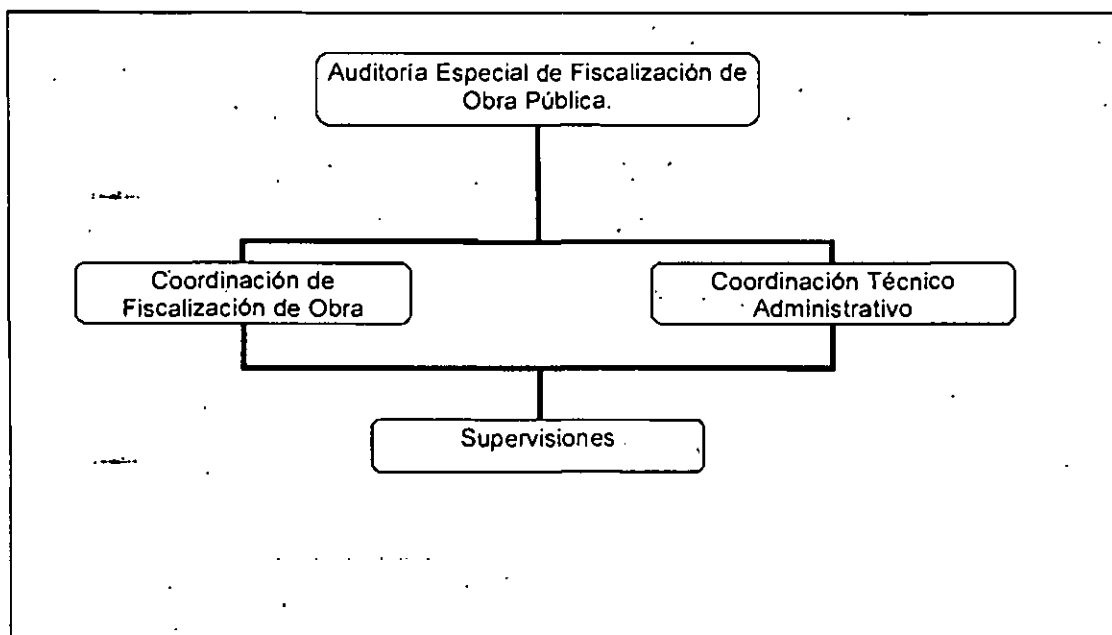 Auditoría Especial de Fiscalización de
Obra Pública.
Coordinación de
Fiscalización de Obra
Coordinación Técnico
Administrativo
Supervisiones